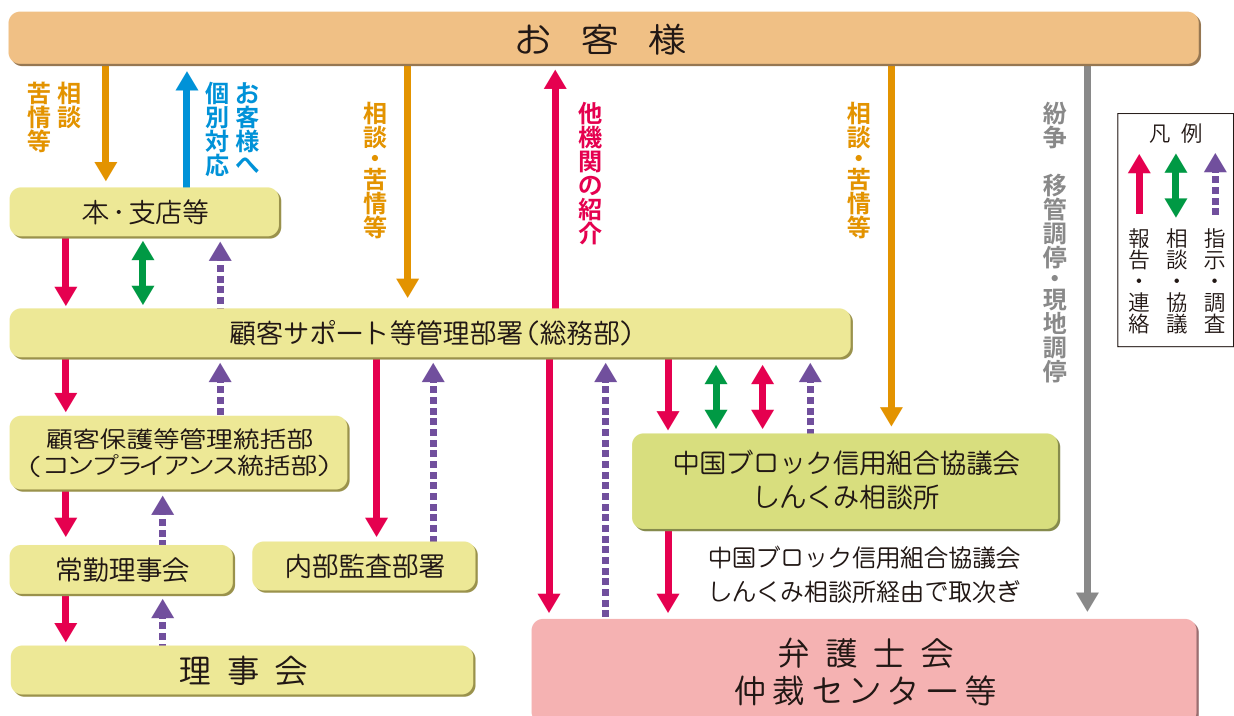 お客様
相談
苦情等
お客様へ
個別対応
相談・苦情等
他機関の紹介
相談・苦情等
紛争 移管調停・現地調停
凡例
報告・連絡
相談・協議
指示・調査
本・支店等
顧客サポート等管理部署(総務部)
顧客保護等管理統括部
(コンプライアンス統括部)
中国ブロック信用組合協議会
しんくみ相談所
常勤理事会
内部監査部署
中国ブロック信用組合協議会
しんくみ相談所経由で取次ぎ
理事会
弁護士会
仲裁センター等